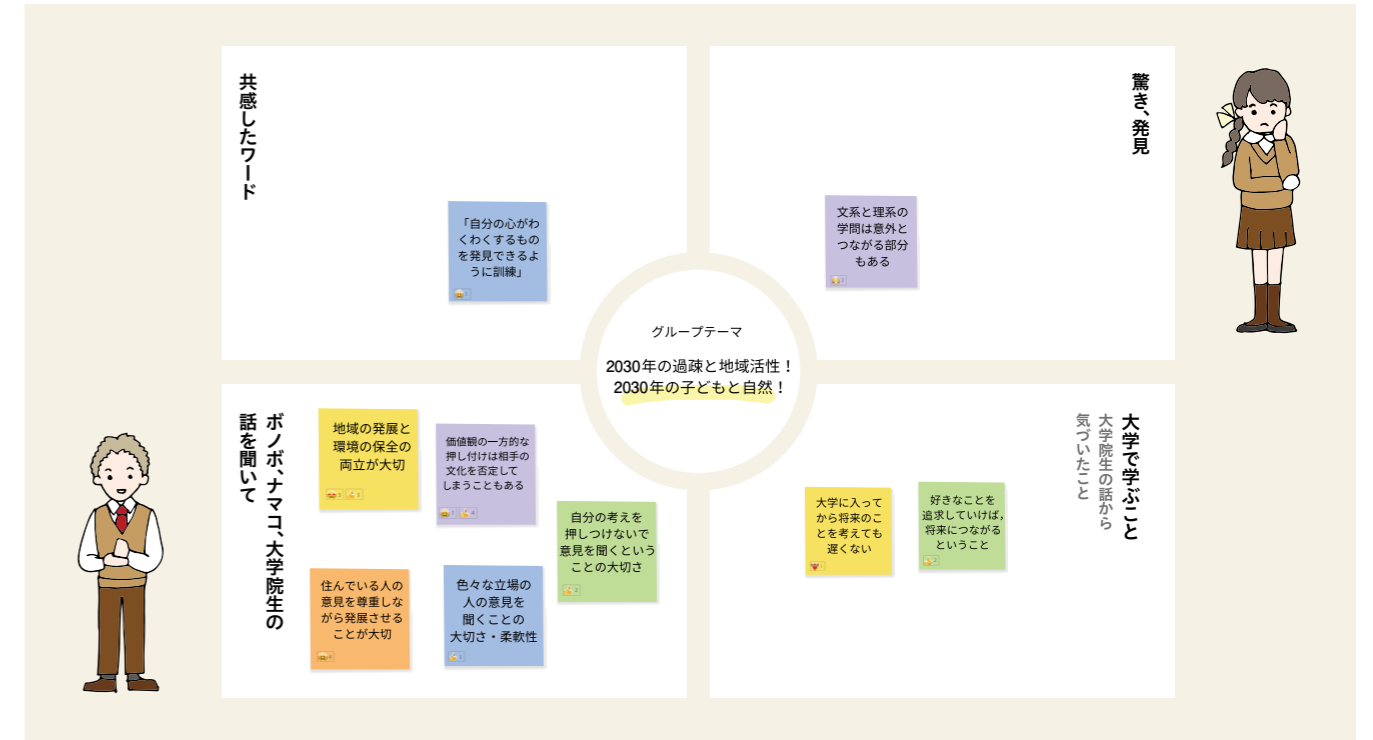 共感したワード
「自分の心がわ
くわくするもの
を発見できるよ
うに訓練」
驚き、発見
文系と理系の
学問は意外と
つながる部分
もある
グループテーマ
2030年の過疎と地域活性！
2030年の子どもと自然！
ボノボ、ナマコ、大学院生の
話を聞いて
地域の発展と
環境の保全の
両立が大切
価値観の一方的な
押し付けは相手の
文化を否定して
しまうこともある
自分の考えを
押しつけないで
意見を聞くという
ことの大切さ
住んでいる人の
意見を尊重しな
がら発展させる
ことが大切
色々な立場の
人の意見を
聞くことの
大切さ・柔軟性
大学で学ぶこと
大学院生の話から
気づいたこと
大学に入って
から将来のこ
とを考えても
遅くない
好きなことを
追求していけば，
将来につながる
ということ